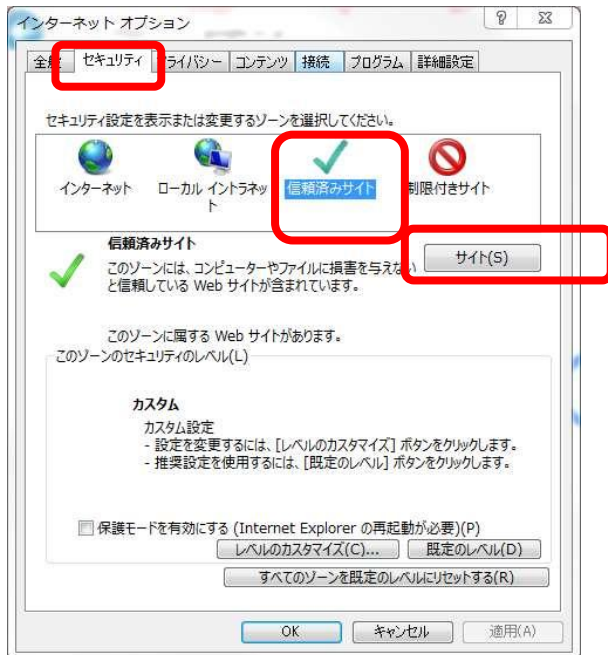 インターネット オプション
全般 セキュリティ プライバシー コンテンツ 接続 プログラム 詳細設定
セキュリティ設定を表示または変更するゾーンを選択してください。
インターネット ローカル イントラネット 信頼済みサイト 制限付きサイト
信頼済みサイト
サイト(S)
このゾーンには、コンピューターやファイルに損害を与えない
と信頼している Web サイトが含まれています。
このゾーンに属する Web サイトがあります。
このゾーンのセキュリティのレベル(L)
カスタム
カスタム設定
- 設定を変更するには、[レベルのカスタマイズ] ボタンをクリックします。
- 推奨設定を使用するには、[既定のレベル] ボタンをクリックします。
保護モードを有効にする (Internet Explorer の再起動が必要)(P)
レベルのカスタマイズ(C)... 既定のレベル(D)
すべてのゾーンを既定のレベルにリセットする(R)
OK キャンセル 適用(A)